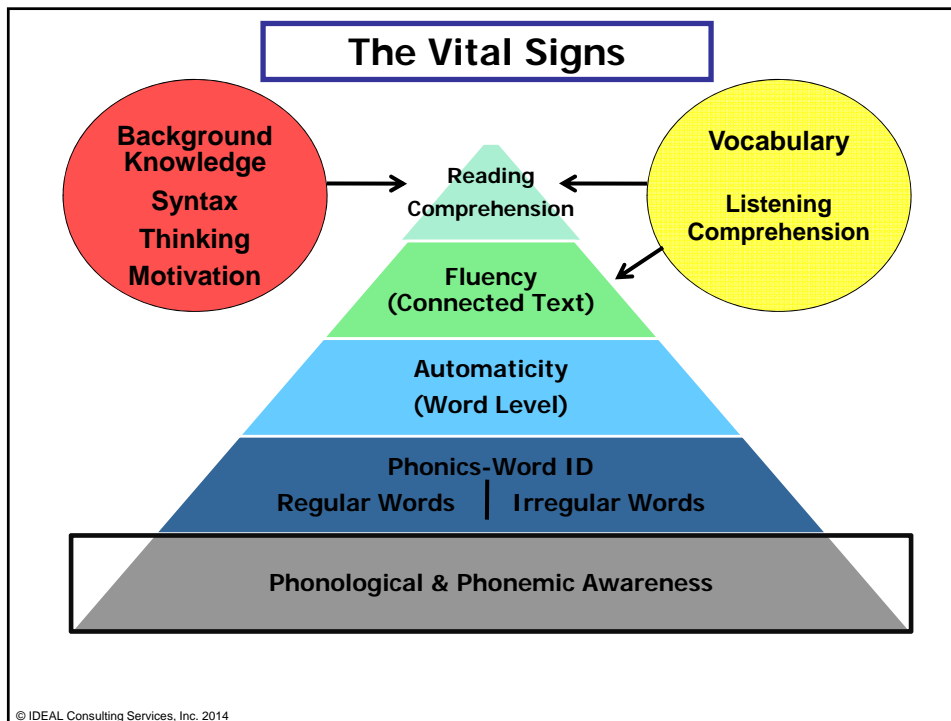 The Vital Signs
Background
Knowledge
Syntax
Thinking
Motivation
Vocabulary
Listening
Comprehension
Reading
Comprehension
Fluency
(Connected Text)
Automaticity
(Word Level)
Phonics-Word ID
Regular Words | Irregular Words
Phonological & Phonemic Awareness
© IDEAL Consulting Services, Inc. 2014